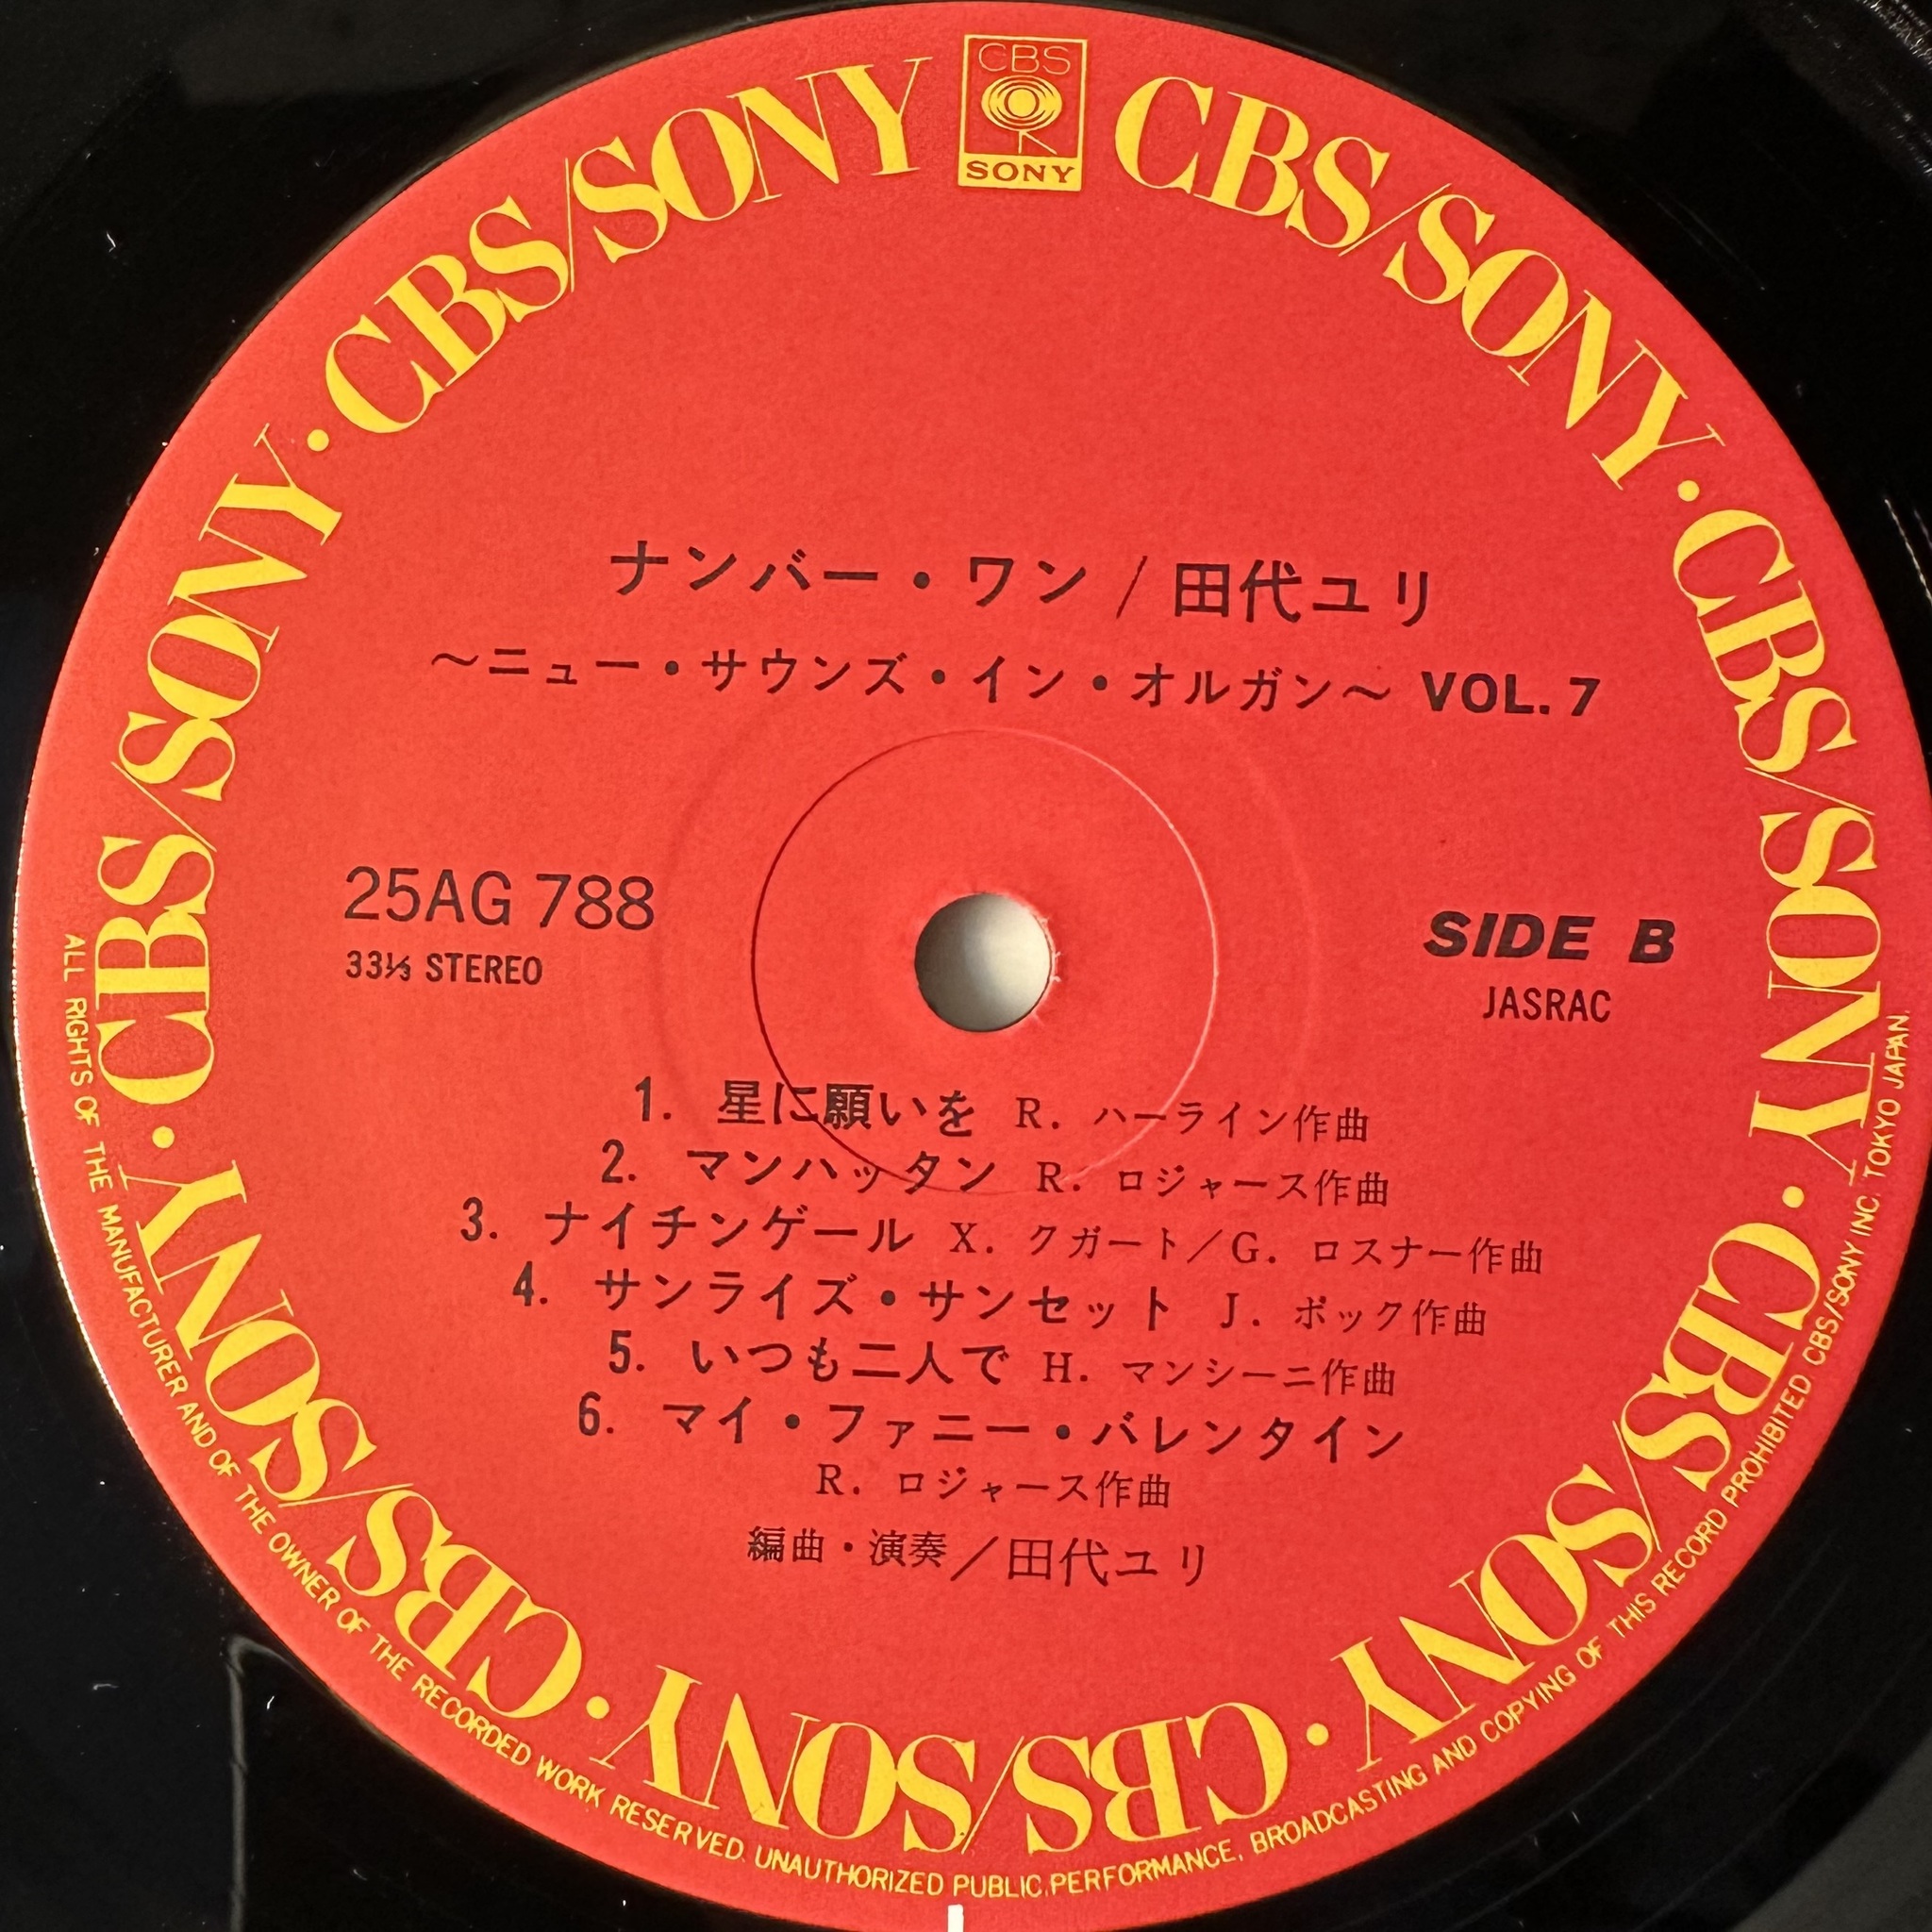 CBS
SONY
CBS/SONY · CBS/SONY · CBS/SONY · CBS/SONY · CBS/SONY · CBS/SONY · CBS/SONY
ナンバー・ワン / 田代ユリ
～ニュー・サウンズ・イン・オルガン～ VOL. 7
25AG 788
33⅓ STEREO
SIDE B
JASRAC
1. 星に願いを R. ハーライン作曲
2. マンハッタン R. ロジャース作曲
3. ナイチンゲール X. クガート／G. ロスナー作曲
4. サンライズ・サンセット J. ボック作曲
5. いつも二人で H. マンシーニ作曲
6. マイ・ファニー・バレンタイン
R. ロジャース作曲
編曲・演奏／田代ユリ
ALL RIGHTS OF THE MANUFACTURER AND OF THE OWNER OF THE RECORDED WORK RESERVED. UNAUTHORIZED PUBLIC PERFORMANCE, BROADCASTING AND COPYING OF THIS RECORD PROHIBITED CBS/SONY INC. TOKYO JAPAN.